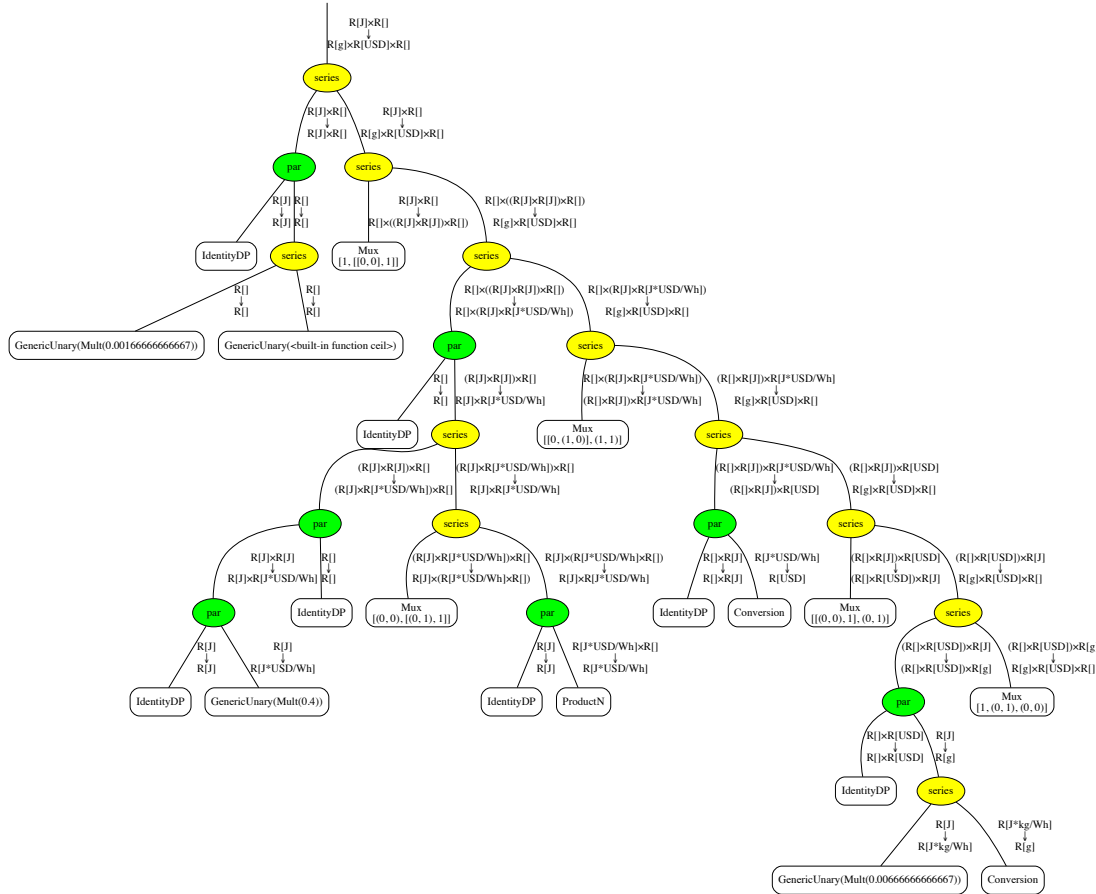 R[J]×R[]
↓
R[g]×R[USD]×R[]
series
R[J]×R[]
↓
R[J]×R[]
R[J]×R[]
↓
R[g]×R[USD]×R[]
par
series
R[J]
↓
R[J]
R[]
↓
R[]
R[J]×R[]
↓
R[]×((R[J]×R[J])×R[])
R[]×((R[J]×R[J])×R[])
↓
R[g]×R[USD]×R[]
IdentityDP
series
Mux
[1, [[0, 0], 1]]
series
R[]
↓
R[]
R[]
↓
R[]
R[]×((R[J]×R[J])×R[])
↓
R[]×(R[J]×R[J*USD/Wh])
R[]×(R[J]×R[J*USD/Wh])
↓
R[g]×R[USD]×R[]
GenericUnary(Mult(0.00166666666667))
GenericUnary(<built-in function ceil>)
par
series
R[]
↓
R[]
(R[J]×R[J])×R[]
↓
R[J]×R[J*USD/Wh]
R[]×(R[J]×R[J*USD/Wh])
↓
(R[]×R[J])×R[J*USD/Wh]
(R[]×R[J])×R[J*USD/Wh]
↓
R[g]×R[USD]×R[]
IdentityDP
series
Mux
[[0, (1, 0)], (1, 1)]
series
(R[J]×R[J])×R[]
↓
(R[J]×R[J*USD/Wh])×R[]
(R[J]×R[J*USD/Wh])×R[]
↓
R[J]×R[J*USD/Wh]
(R[]×R[J])×R[J*USD/Wh]
↓
(R[]×R[J])×R[USD]
(R[]×R[J])×R[USD]
↓
R[g]×R[USD]×R[]
par
series
par
series
R[J]×R[J]
↓
R[J]×R[J*USD/Wh]
R[]
↓
R[]
(R[J]×R[J*USD/Wh])×R[]
↓
R[J]×(R[J*USD/Wh]×R[])
R[J]×(R[J*USD/Wh]×R[])
↓
R[J]×R[J*USD/Wh]
R[]×R[J]
↓
R[]×R[J]
R[J*USD/Wh]
↓
R[USD]
(R[]×R[J])×R[USD]
↓
(R[]×R[USD])×R[J]
(R[]×R[USD])×R[J]
↓
R[g]×R[USD]×R[]
par
IdentityDP
Mux
[(0, 0), [(0, 1), 1]]
par
IdentityDP
Conversion
Mux
[[(0, 0), 1], (0, 1)]
series
R[J]
↓
R[J]
R[J]
↓
R[J*USD/Wh]
R[J]
↓
R[J]
R[J*USD/Wh]×R[]
↓
R[J*USD/Wh]
(R[]×R[USD])×R[J]
↓
(R[]×R[USD])×R[g]
(R[]×R[USD])×R[g
↓
R[g]×R[USD]×R[]
IdentityDP
GenericUnary(Mult(0.4))
IdentityDP
ProductN
par
Mux
[1, (0, 1), (0, 0)]
R[]×R[USD]
↓
R[]×R[USD]
R[J]
↓
R[g]
IdentityDP
series
R[J]
↓
R[J*kg/Wh]
R[J*kg/Wh]
↓
R[g]
GenericUnary(Mult(0.00666666666667))
Conversion